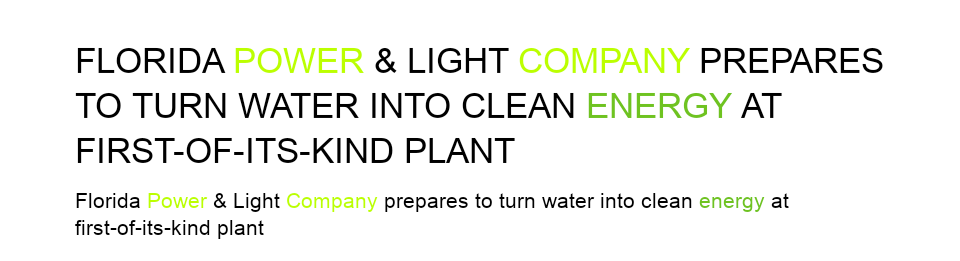 FLORIDA POWER & LIGHT COMPANY PREPARES
TO TURN WATER INTO CLEAN ENERGY AT
FIRST-OF-ITS-KIND PLANT
Florida Power & Light Company prepares to turn water into clean energy at
first-of-its-kind plant